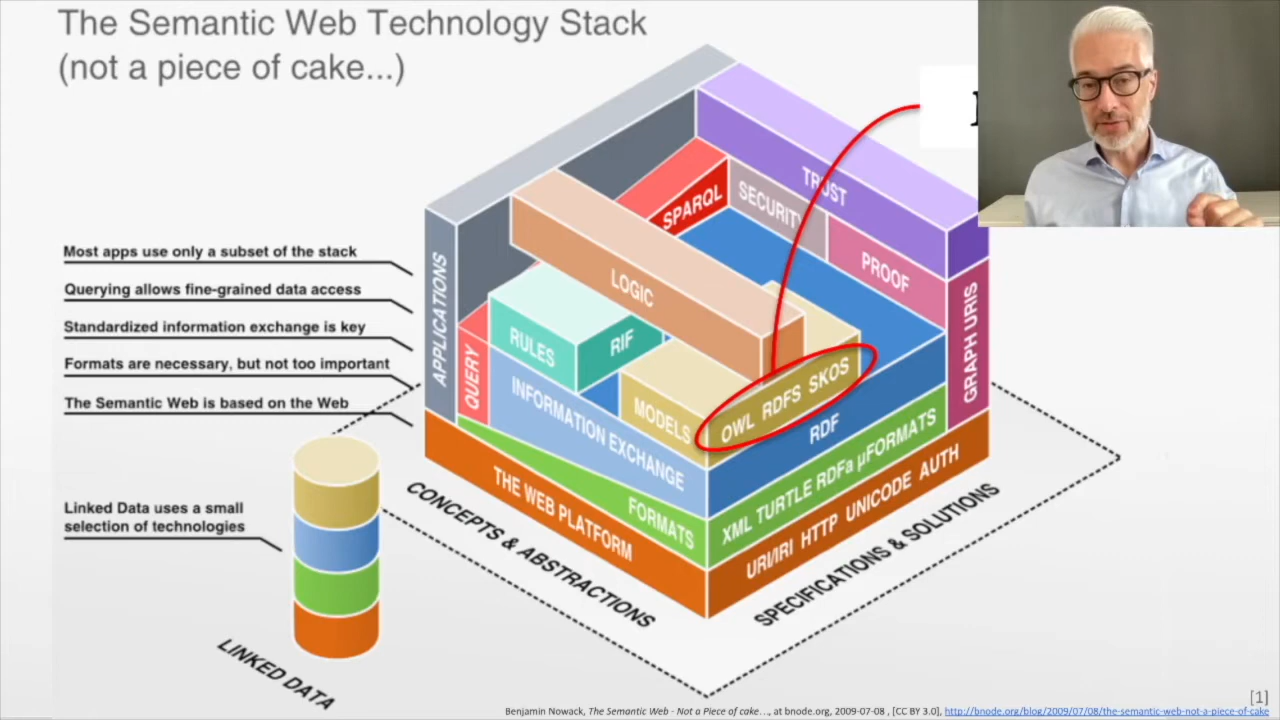 The Semantic Web Technology Stack
(not a piece of cake...)
Most apps use only a subset of the stack
Querying allows fine-grained data access
Standardized information exchange is key
Formats are necessary, but not too important
The Semantic Web is based on the Web
Linked Data uses a small
selection of technologies
LINKED DATA
APPLICATIONS
TRUST
SPARQL
SECURITY
PROOF
LOGIC
GRAPH URIS
RULES
RIF
QUERY
INFORMATION EXCHANGE
MODELS
OWL RDFS SKOS
RDF
FORMATS
XML TURTLE RDFa μFORMATS
THE WEB PLATFORM
URI/IRI HTTP UNICODE AUTH
CONCEPTS & ABSTRACTIONS
SPECIFICATIONS & SOLUTIONS
[1]
Benjamin Nowack, The Semantic Web - Not a Piece of cake..., at bnode.org, 2009-07-08 , [CC BY 3.0], http://bnode.org/blog/2009/07/08/the-semantic-web-not-a-piece-of-cake